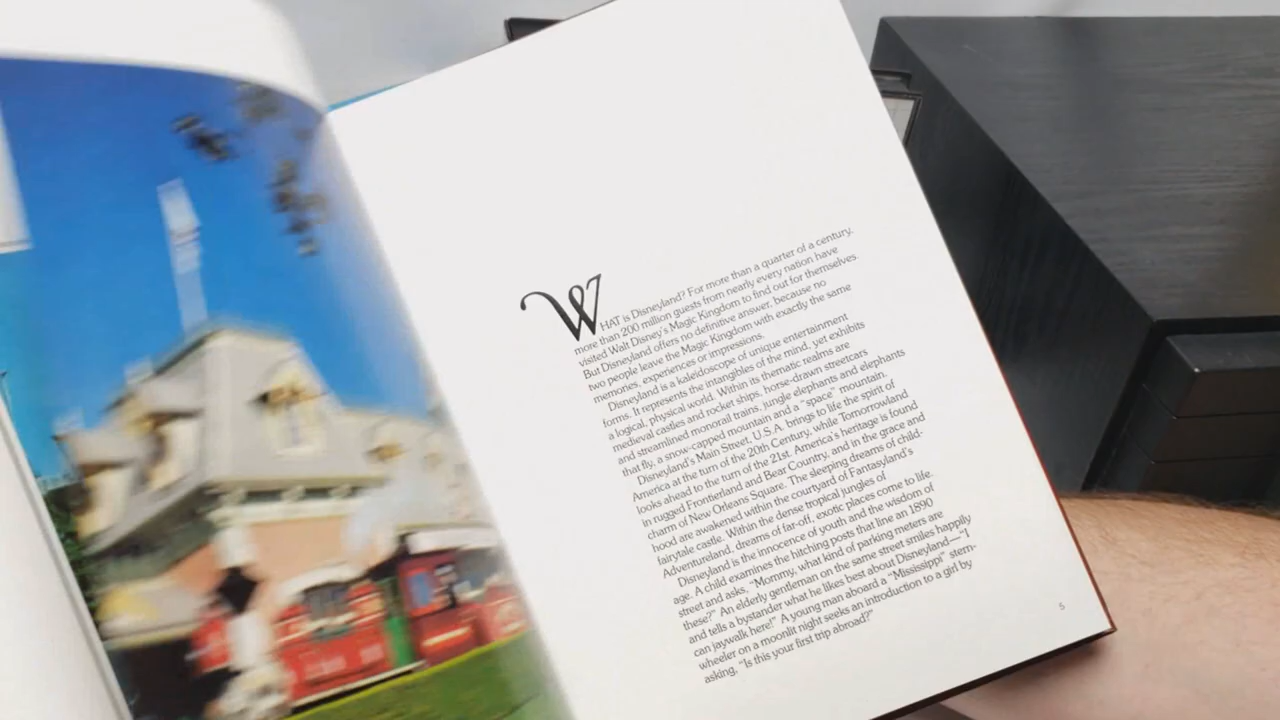 WHAT is Disneyland? For more than a quarter of a century,
more than 200 million guests from nearly every nation have
visited Walt Disney's Magic Kingdom to find out for themselves.
But Disneyland offers no definitive answer, because no
two people leave the Magic Kingdom with exactly the same
memories, experiences or impressions.
Disneyland is a kaleidoscope of unique entertainment
forms. It represents the intangibles of the mind, yet exhibits
a logical, physical world. Within its thematic realms are
medieval castles and rocket ships, horse-drawn streetcars
and streamlined monorail trains, jungle elephants and elephants
that fly, a snow-capped mountain and a “space” mountain.
Disneyland's Main Street, U.S.A. brings to life the spirit of
America at the turn of the 20th Century, while Tomorrowland
looks ahead to the turn of the 21st. America's heritage is found
in rugged Frontierland and Bear Country, and in the grace and
charm of New Orleans Square. The sleeping dreams of child-
hood are awakened within the courtyard of Fantasyland's
fairytale castle. Within the dense tropical jungles of
Adventureland, dreams of far-off, exotic places come to life.
Disneyland is the innocence of youth and the wisdom of
age. A child examines the hitching posts that line an 1890
street and asks, “Mommy, what kind of parking meters are
these?” An elderly gentleman on the same street smiles happily
and tells a bystander what he likes best about Disneyland—“I
can jaywalk here!” A young man aboard a “Mississippi” stern-
wheeler on a moonlit night seeks an introduction to a girl by
asking, “Is this your first trip abroad?”
5